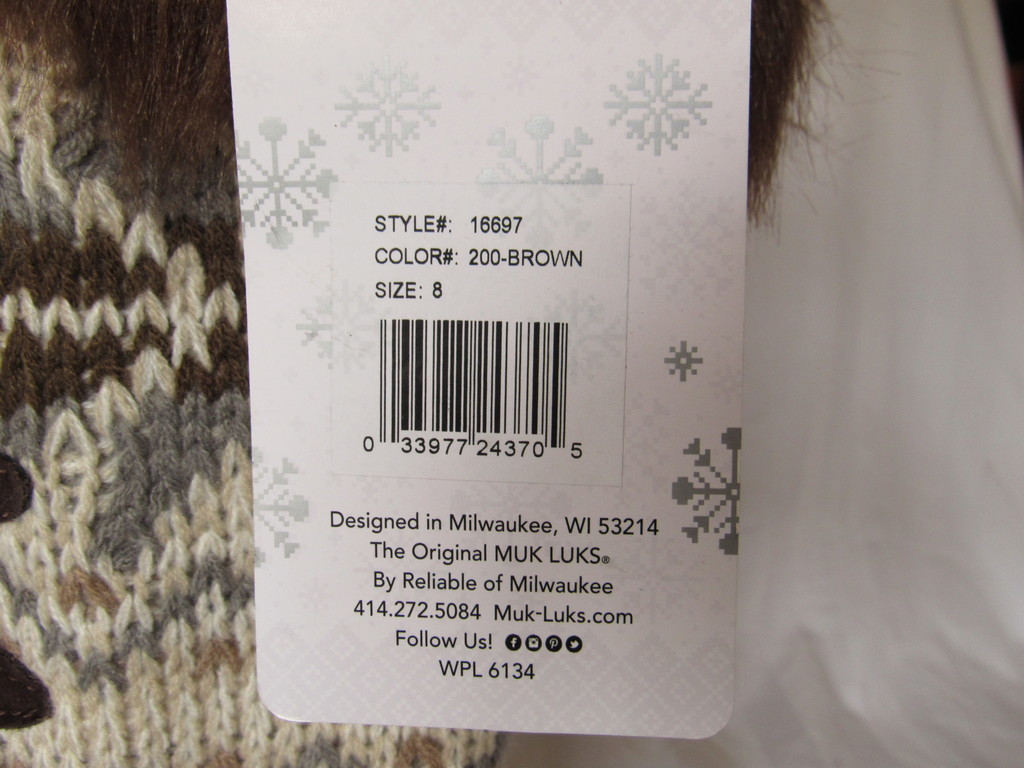 STYLE#: 16697
COLOR#: 200-BROWN
SIZE: 8
0 33977 24370 5
Designed in Milwaukee, WI 53214
The Original MUK LUKS®
By Reliable of Milwaukee
414.272.5084 Muk-Luks.com
Follow Us!
WPL 6134